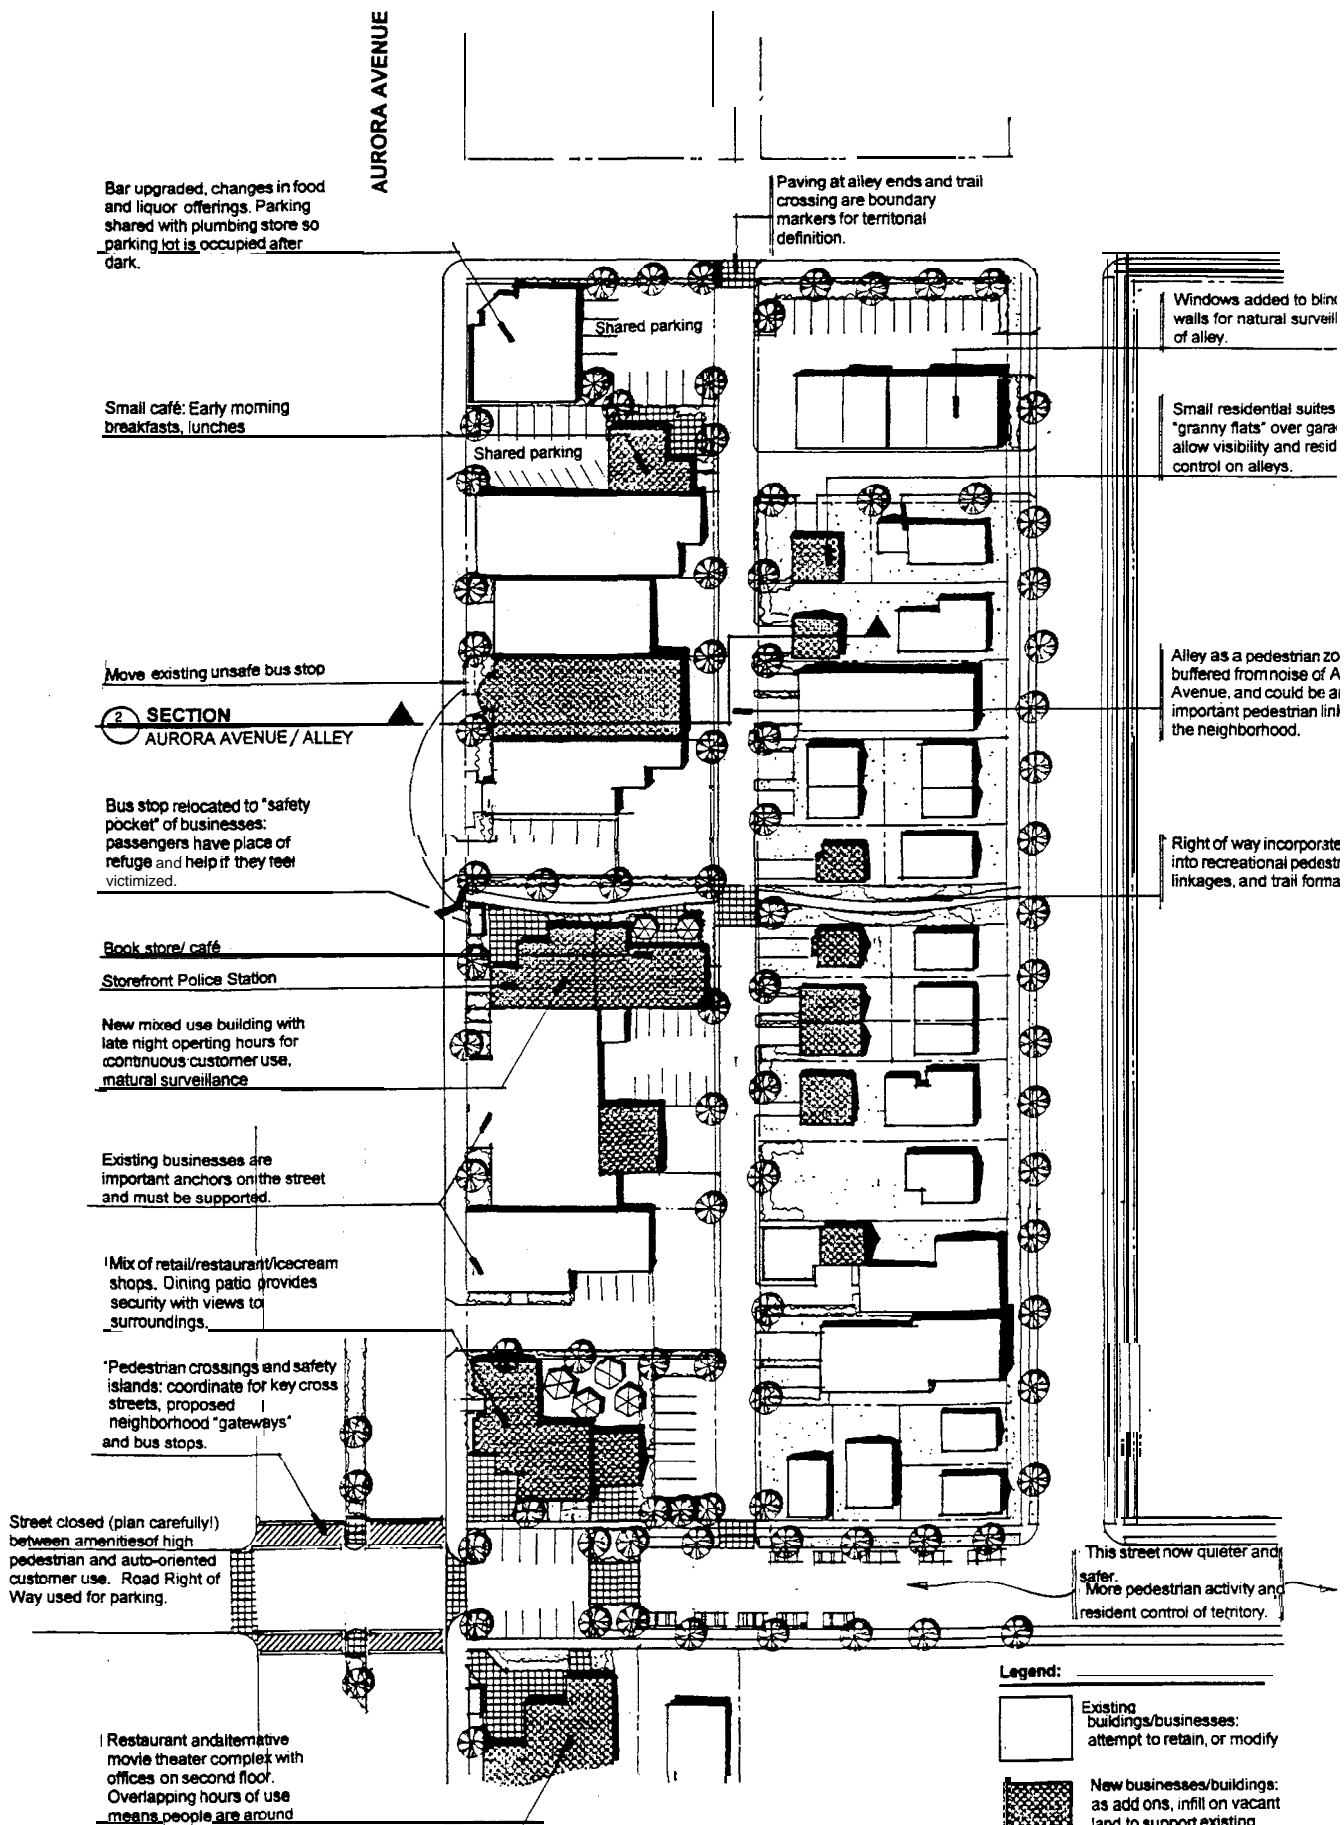 AURORA AVENUE
Bar upgraded, changes in food
and liquor offerings. Parking
shared with plumbing store so
parking lot is occupied after
dark.
Paving at alley ends and trail
crossing are boundary
markers for territorial
definition.
Shared parking
Windows added to blin
walls for natural surveill
of alley.
Small café: Early morning
breakfasts, lunches
Shared parking
Small residential suites
"granny flats" over gara
allow visibility and resid
control on alleys.
Move existing unsafe bus stop
2 SECTION
AURORA AVENUE / ALLEY
Alley as a pedestrian zo
buffered from noise of A
Avenue, and could be a
important pedestrian lin
the neighborhood.
Bus stop relocated to "safety
pocket" of businesses:
passengers have place of
refuge and help if they feel
victimized.
Right of way incorporate
into recreational pedestr
linkages, and trail forma
Book store/ café
Storefront Police Station
New mixed use building with
late night operting hours for
continuous customer use,
matural surveillance
Existing businesses are
important anchors on the street
and must be supported.
Mix of retail/restaurant/icecream
shops. Dining patio provides
security with views to
surroundings.
"Pedestrian crossings and safety
islands: coordinate for key cross
streets, proposed
neighborhood "gateways"
and bus stops.
Street closed (plan carefully!)
between amenitiesof high
pedestrian and auto-oriented
customer use. Road Right of
Way used for parking.
This street now quieter and
safer.
More pedestrian activity and
resident control of territory.
Restaurant andalternative
movie theater complex with
offices on second floor.
Overlapping hours of use
means people are around
Legend:
Existing
buildings/businesses:
attempt to retain, or modify
New businesses/buildings:
as add ons, infill on vacant
land to support existing